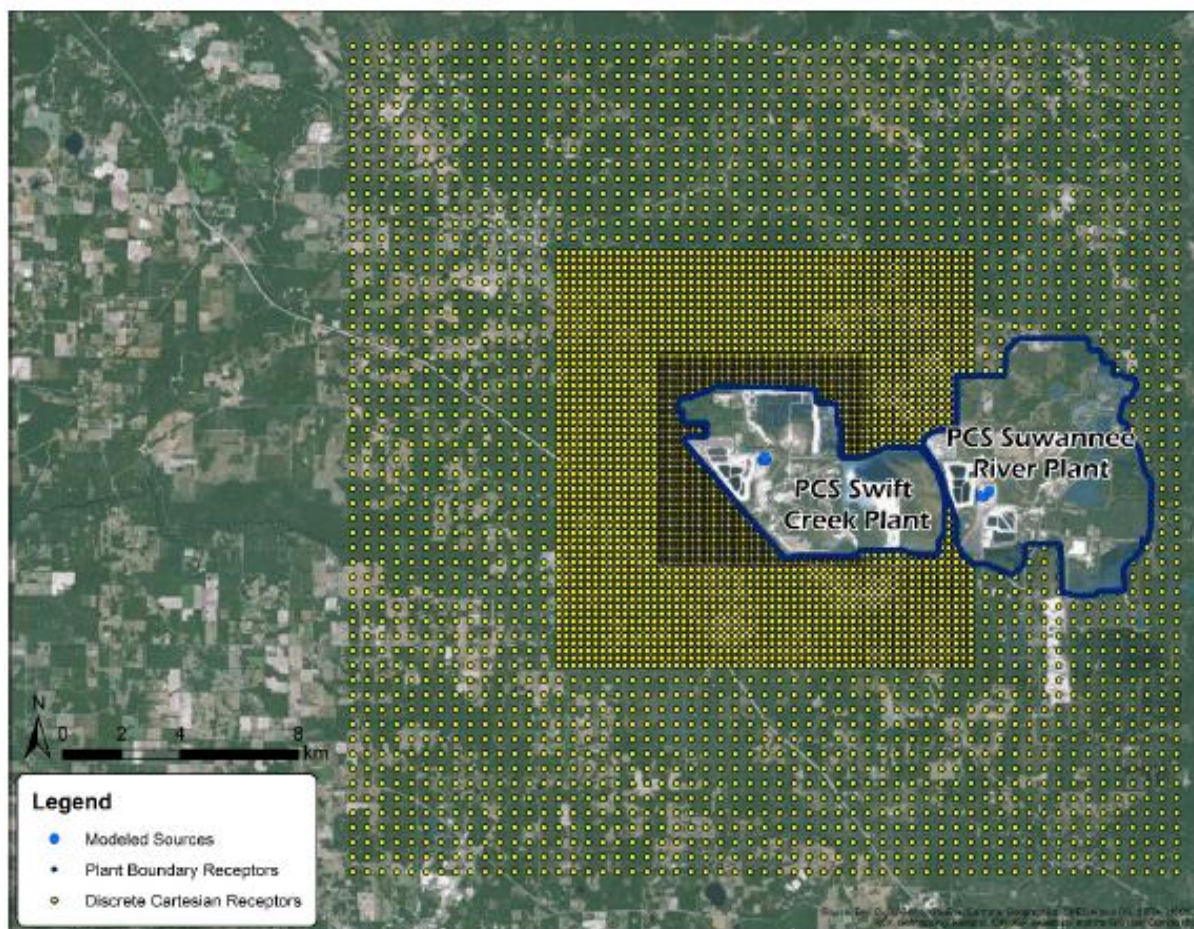 PCS Suwannee
River Plant
PCS Swift
Creek Plant
N
0 2 4 8
km
Legend
Modeled Sources
Plant Boundary Receptors
Discrete Cartesian Receptors